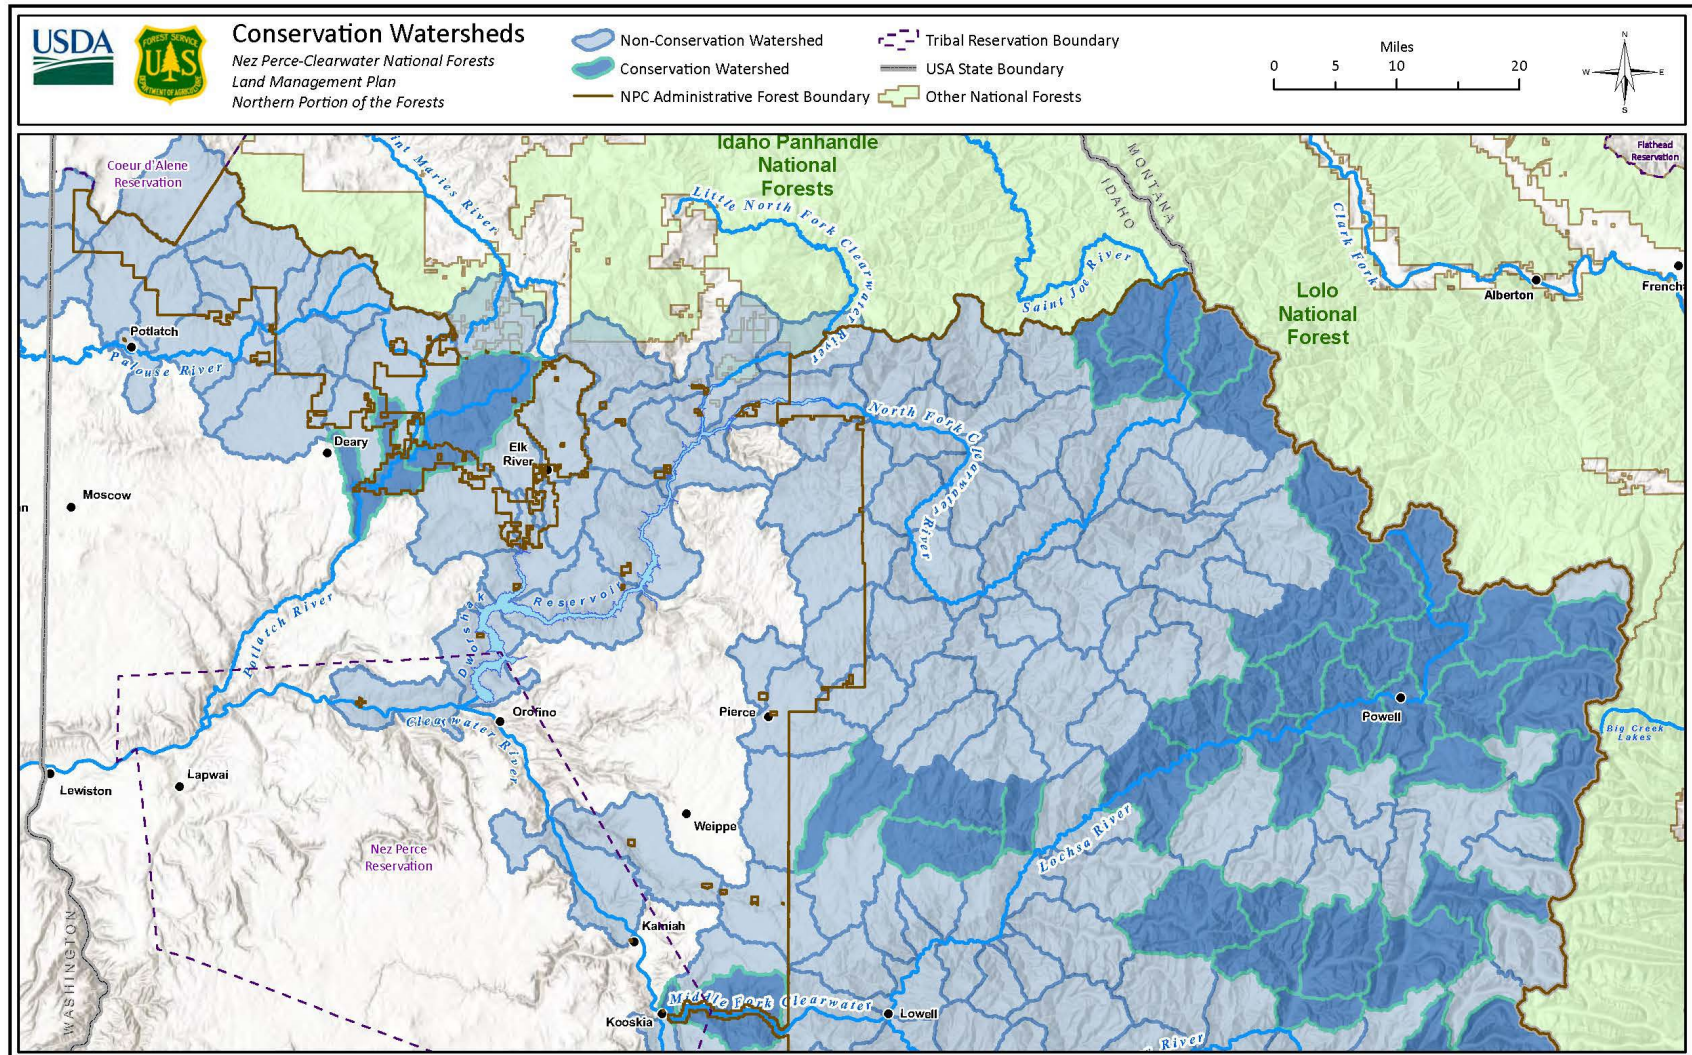 USDA
FOREST SERVICE
U S
DEPARTMENT OF AGRICULTURE
Conservation Watersheds
Nez Perce-Clearwater National Forests
Land Management Plan
Northern Portion of the Forests
Non-Conservation Watershed
Conservation Watershed
NPC Administrative Forest Boundary
Tribal Reservation Boundary
USA State Boundary
Other National Forests
Miles
0 5 10 20
N
W E
S
Coeur d'Alene
Reservation
int Maries River
Idaho Panhandle
National
Forests
Little North Fork Clearwater River
MONTANA
IDAHO
Saint Joe River
Clark Fork
Flathead
Reservation
Alberton
French
Lolo
National
Forest
Potlatch
Palouse River
Deary
Elk
River
North Fork Clearwater River
Moscow
n
Potlatch River
Dworshak Reservoir
Orofino
Clearwater River
Pierce
Powell
Big Creek
Lakes
Lewiston
Lapwai
Weippe
Nez Perce
Reservation
Lochsa River
WASHINGTON
Kamiah
Middle Fork Clearwater
Kooskia
Lowell
River